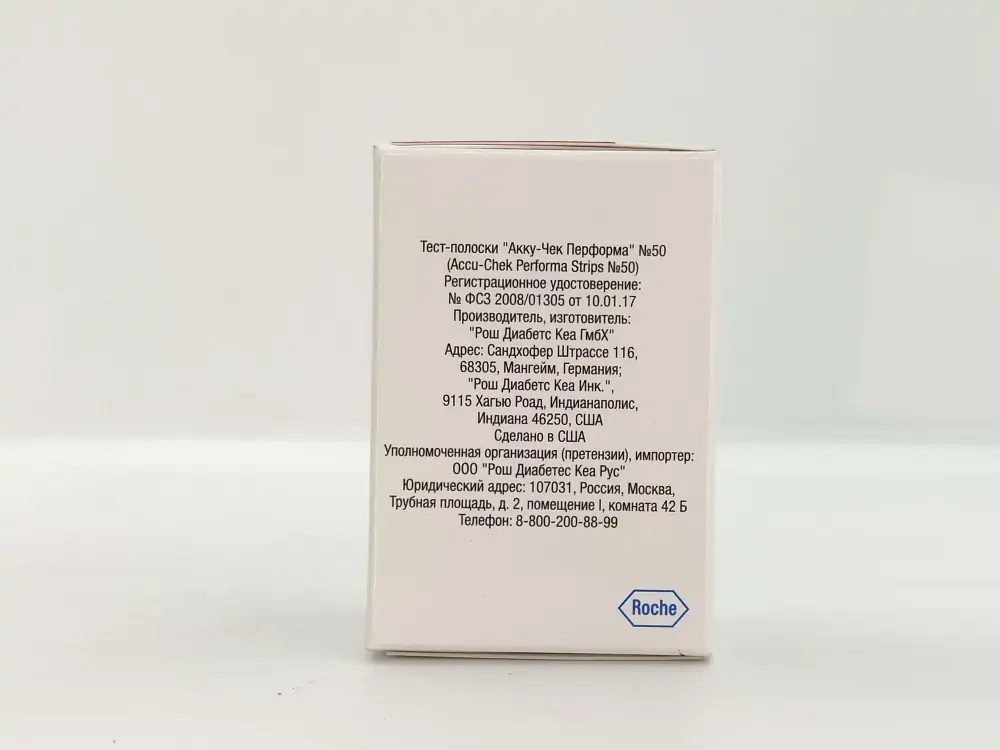 Тест-полоски "Акку-Чек Перформа" №50
(Accu-Chek Performa Strips №50)
Регистрационное удостоверение:
№ ФСЗ 2008/01305 от 10.01.17
Производитель, изготовитель:
"Рош Диабетс Кеа ГмбХ"
Адрес: Сандхофер Штрассе 116,
68305, Мангейм, Германия;
"Рош Диабетс Кеа Инк.",
9115 Хагью Роад, Индианаполис,
Индиана 46250, США
Сделано в США
Уполномоченная организация (претензии), импортер:
ООО "Рош Диабетес Кеа Рус"
Юридический адрес: 107031, Россия, Москва,
Трубная площадь, д. 2, помещение I, комната 42 Б
Телефон: 8-800-200-88-99
Roche